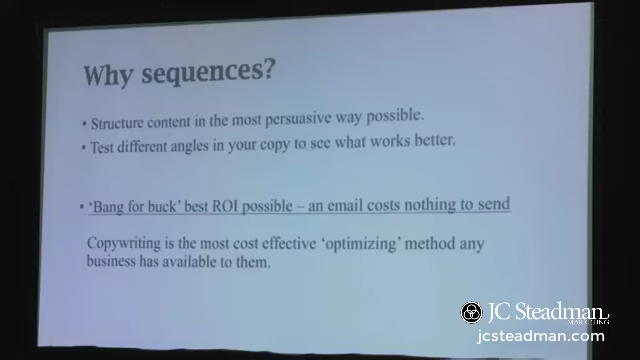 Why sequences?
• Structure content in the most persuasive way possible.
• Test different angles in your copy to see what works better.
• 'Bang for buck' best ROI possible – an email costs nothing to send
Copywriting is the most cost effective 'optimizing' method any
business has available to them.
JC Steadman
MARKETING
jcsteadman.com